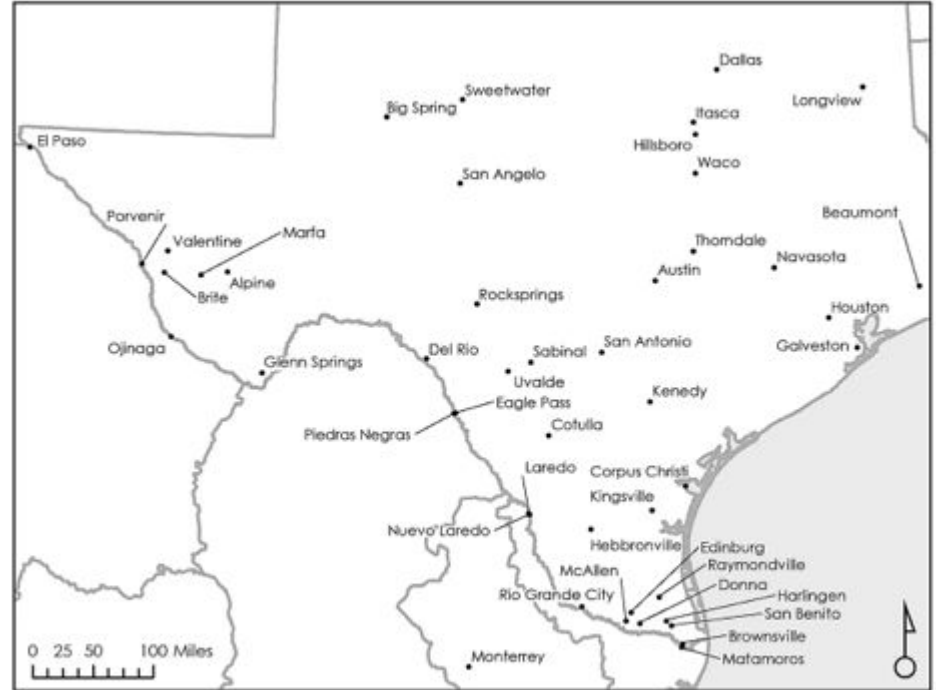 Dallas
Sweetwater
Big Spring
Longview
Itasca
Hillsboro
El Paso
Waco
San Angelo
Beaumont
Porvenir
Marfa
Valentine
Thorndale
Navasota
Austin
Alpine
Brite
Rocksprings
Houston
Ojinaga
Del Rio
Sabinal
San Antonio
Galveston
Glenn Springs
Uvalde
Kenedy
Eagle Pass
Piedras Negras
Cotulla
Laredo
Corpus Christi
Kingsville
Nuevo Laredo
Hebbronville
Edinburg
McAllen
Raymondville
Donna
Rio Grande City
Harlingen
San Benito
Brownsville
Matamoros
Monterrey
0 25 50 100 Miles